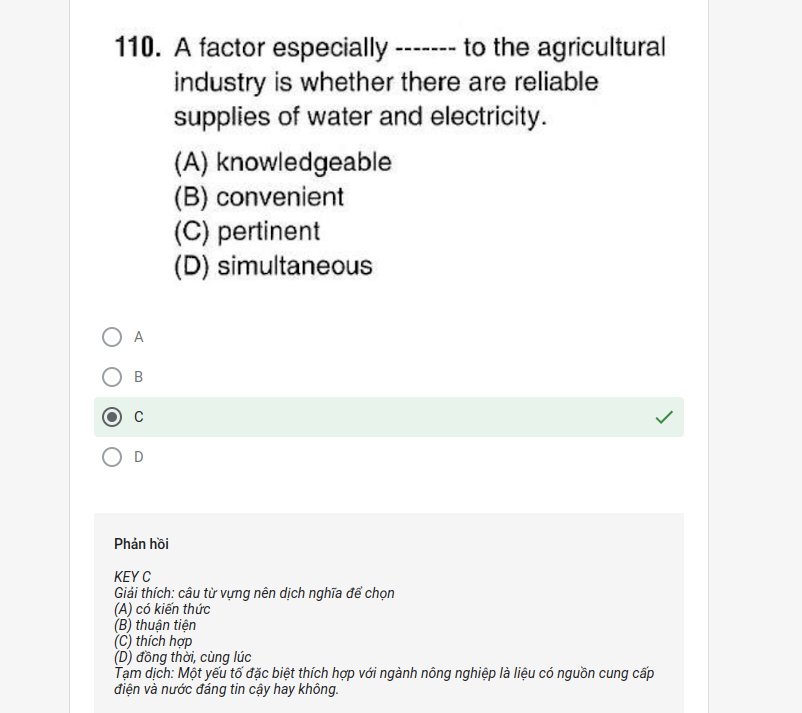 110. A factor especially ------- to the agricultural
industry is whether there are reliable
supplies of water and electricity.
(A) knowledgeable
(B) convenient
(C) pertinent
(D) simultaneous
A
B
C
D
Phản hồi
KEY C
Giải thích: câu từ vựng nên dịch nghĩa để chọn
(A) có kiến thức
(B) thuận tiện
(C) thích hợp
(D) đồng thời, cùng lúc
Tạm dịch: Một yếu tố đặc biệt thích hợp với ngành nông nghiệp là liệu có nguồn cung cấp
điện và nước đáng tin cậy hay không.